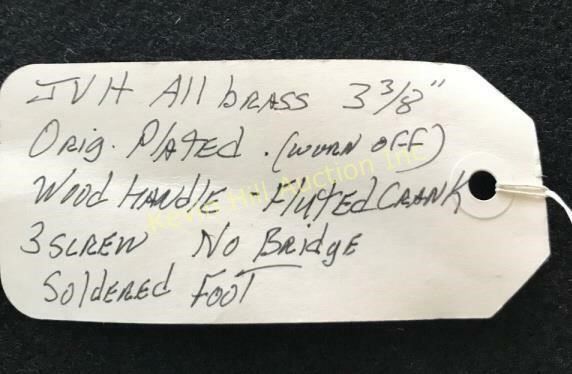 JVH All brass 3 3/8"
Orig. Plated. (worn off)
Wood Handle - Fluted Crank
3 screw No Bridge
Soldered Foot
Kevin Hill Auction Inc